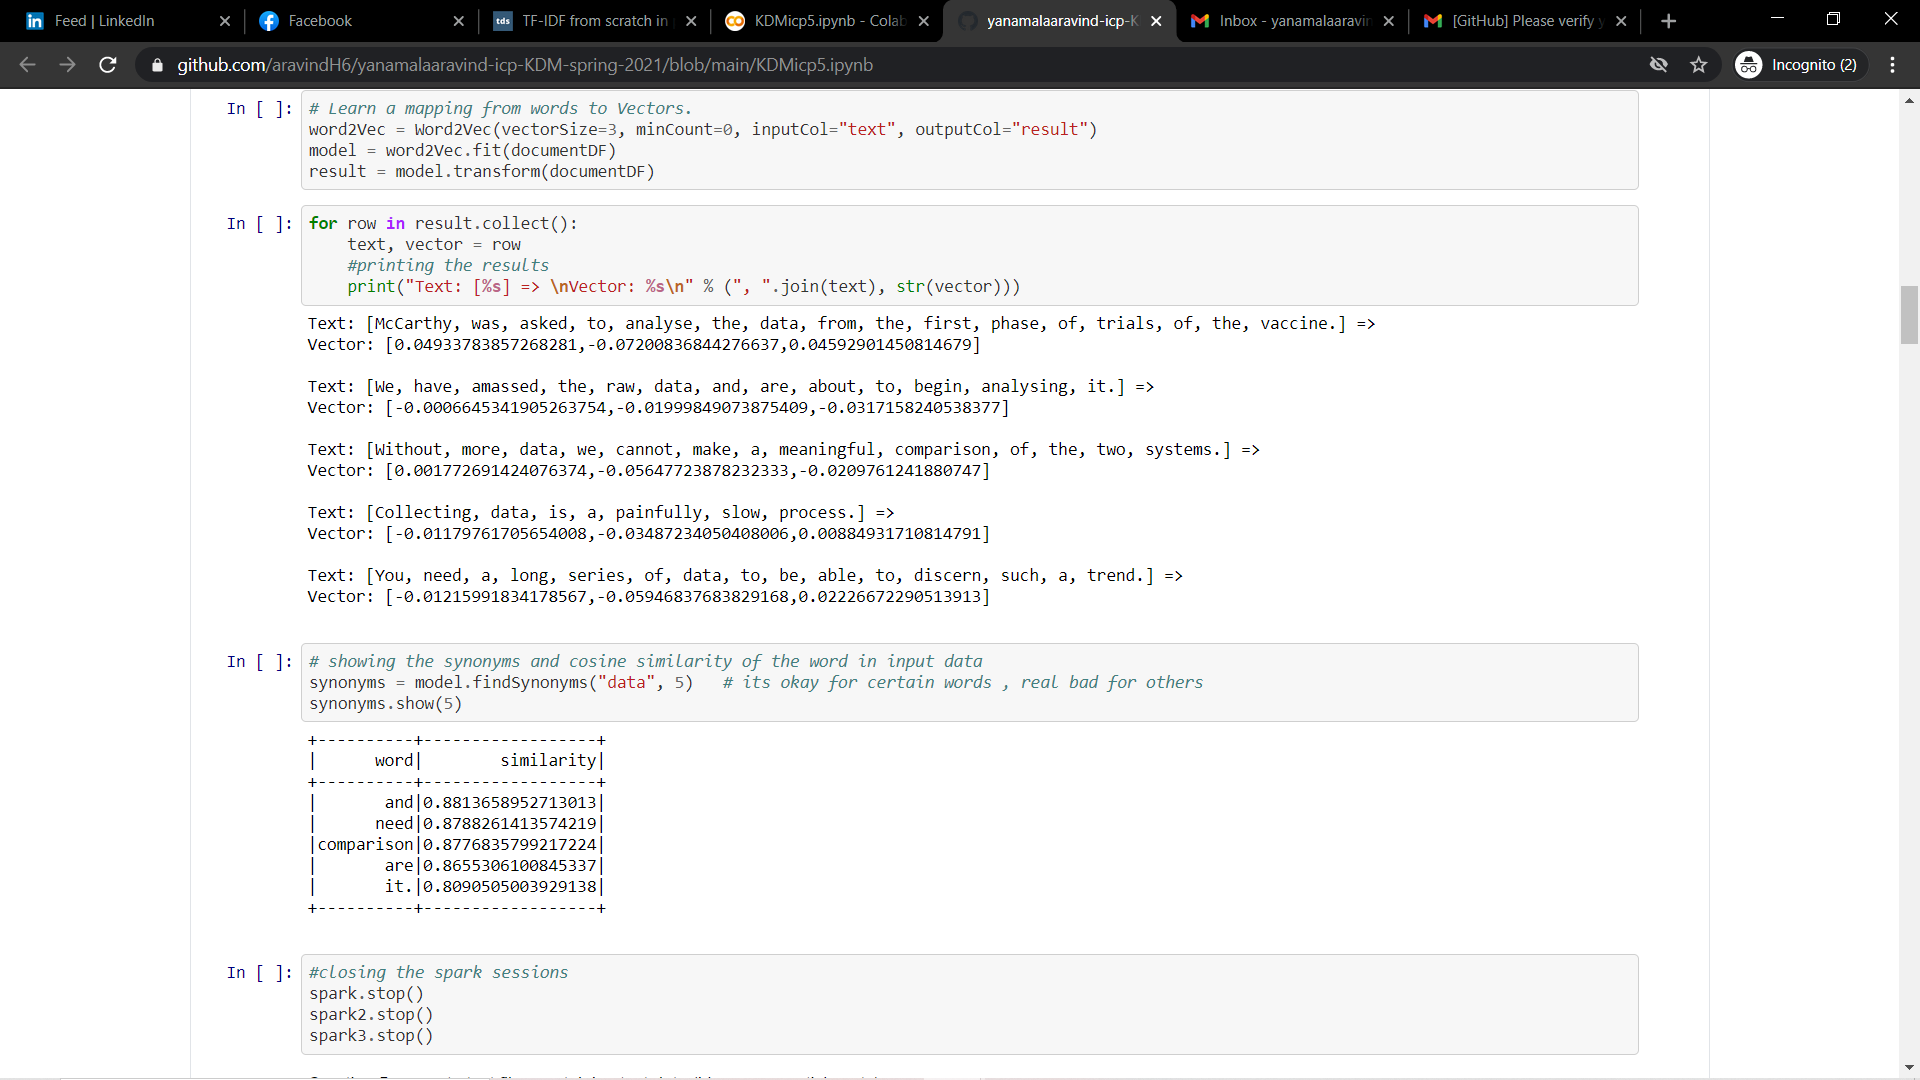 Feed | LinkedIn
Facebook
tds TF-IDF from scratch in
KDMicp5.ipynb - Colab
yanamalaaravind-icp-K
Inbox - yanamalaaravin
[GitHub] Please verify y
github.com/aravindH6/yanamalaaravind-icp-KDM-spring-2021/blob/main/KDMicp5.ipynb
Incognito (2)
In [ ]: # Learn a mapping from words to Vectors.
word2Vec = Word2Vec(vectorSize=3, minCount=0, inputCol="text", outputCol="result")
model = word2Vec.fit(documentDF)
result = model.transform(documentDF)
In [ ]: for row in result.collect():
text, vector = row
#printing the results
print("Text: [%s] => \nVector: %s\n" % (", ".join(text), str(vector)))
Text: [McCarthy, was, asked, to, analyse, the, data, from, the, first, phase, of, trials, of, the, vaccine.] =>
Vector: [0.04933783857268281,-0.07200836844276637,0.04592901450814679]
Text: [We, have, amassed, the, raw, data, and, are, about, to, begin, analysing, it.] =>
Vector: [-0.0006645341905263754,-0.01999849073875409,-0.0317158240538377]
Text: [Without, more, data, we, cannot, make, a, meaningful, comparison, of, the, two, systems.] =>
Vector: [0.001772691424076374,-0.05647723878232333,-0.0209761241880747]
Text: [Collecting, data, is, a, painfully, slow, process.] =>
Vector: [-0.01179761705654008,-0.03487234050408006,0.00884931710814791]
Text: [You, need, a, long, series, of, data, to, be, able, to, discern, such, a, trend.] =>
Vector: [-0.01215991834178567,-0.05946837683829168,0.02226672290513913]
In [ ]: # showing the synonyms and cosine similarity of the word in input data
synonyms = model.findSynonyms("data", 5)   # its okay for certain words , real bad for others
synonyms.show(5)
+----------+------------------+
|      word|        similarity|
+----------+------------------+
|       and|0.8813658952713013|
|      need|0.8788261413574219|
|comparison|0.8776835799217224|
|       are|0.8655306100845337|
|       it.|0.8090505003929138|
+----------+------------------+
In [ ]: #closing the spark sessions
spark.stop()
spark2.stop()
spark3.stop()